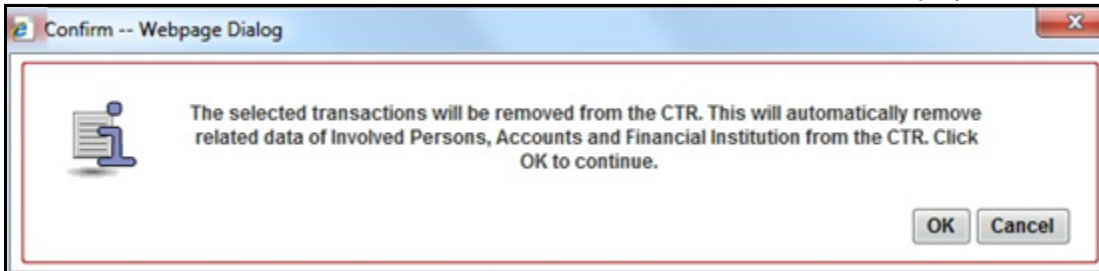 Confirm -- Webpage Dialog
The selected transactions will be removed from the CTR. This will automatically remove
related data of Involved Persons, Accounts and Financial Institution from the CTR. Click
OK to continue.
OK Cancel